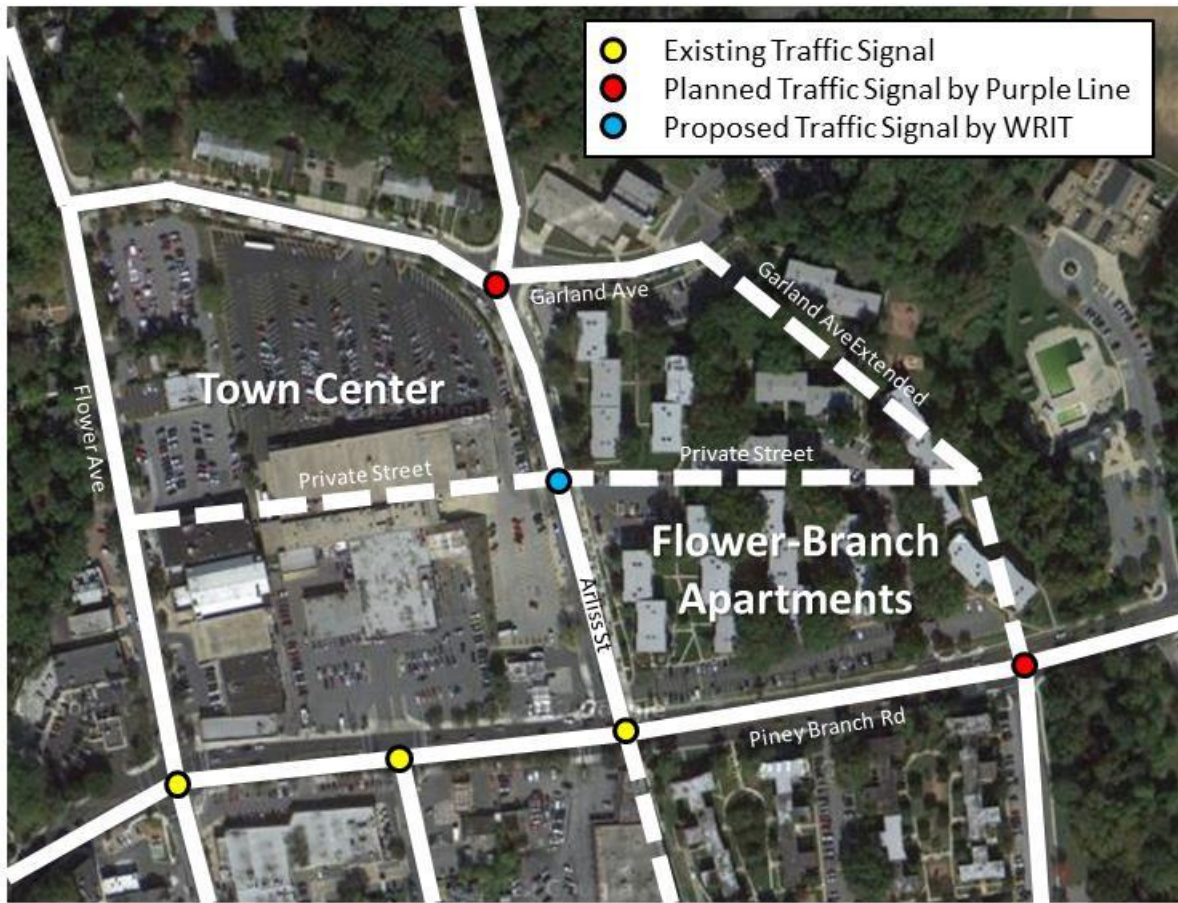 Existing Traffic Signal
Planned Traffic Signal by Purple Line
Proposed Traffic Signal by WRIT
Garland Ave
Garland Ave Extended
Flower Ave
Town Center
Private Street
Private Street
Flower-Branch
Apartments
Arliss St
Piney Branch Rd